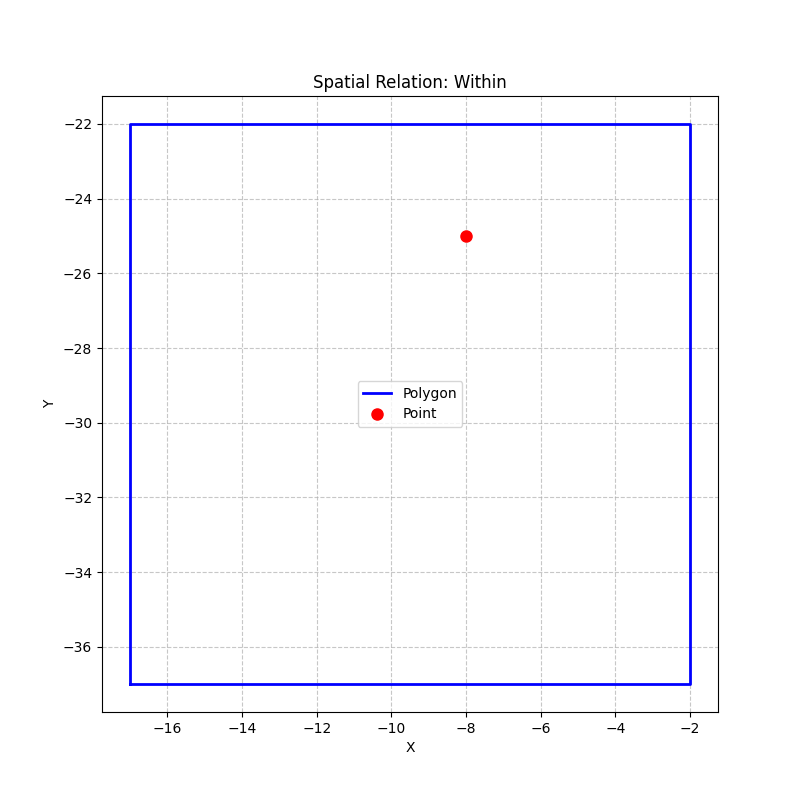 Spatial Relation: Within
Y
−22
−24
−26
−28
−30
−32
−34
−36
Polygon
Point
−16 −14 −12 −10 −8 −6 −4 −2
X